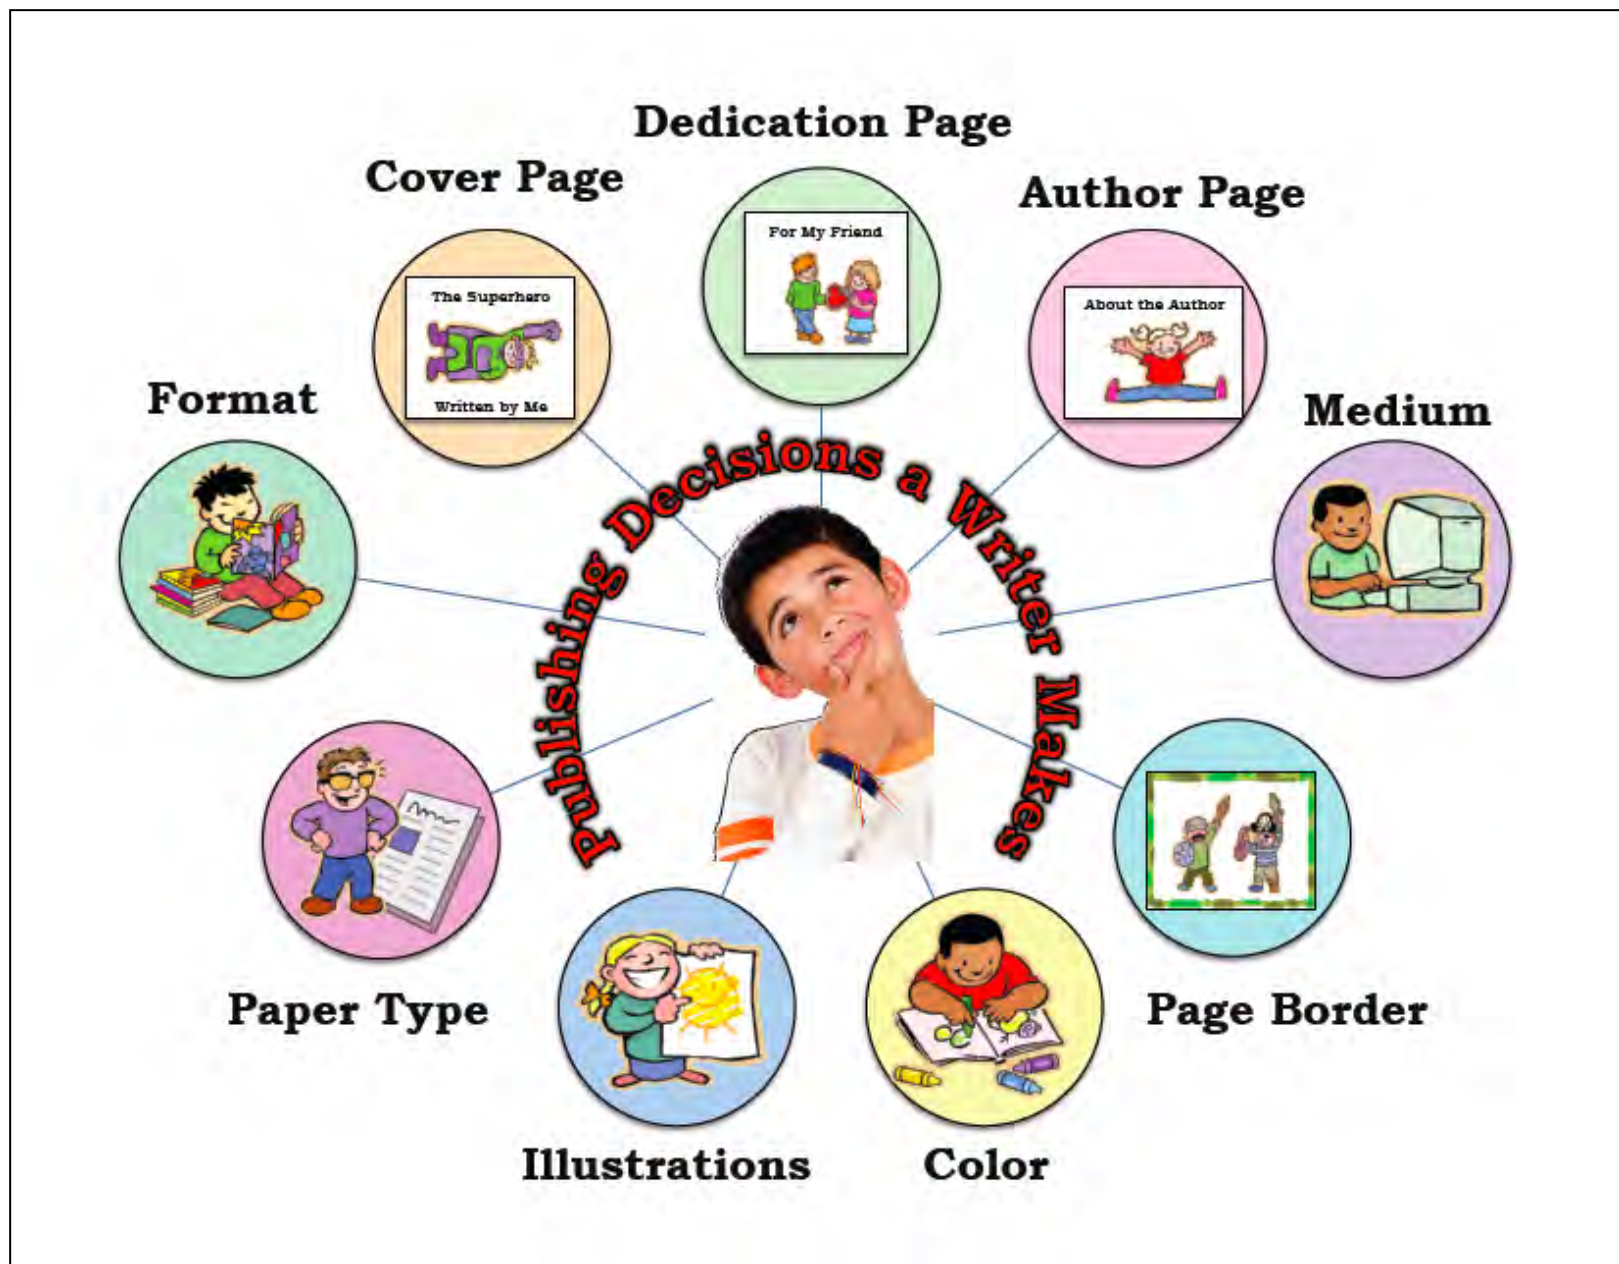 Dedication Page
Cover Page
Author Page
For My Friend
The Superhero
Written by Me
About the Author
Format
Medium
Publishing Decisions a Writer Makes
Paper Type
Page Border
Illustrations
Color